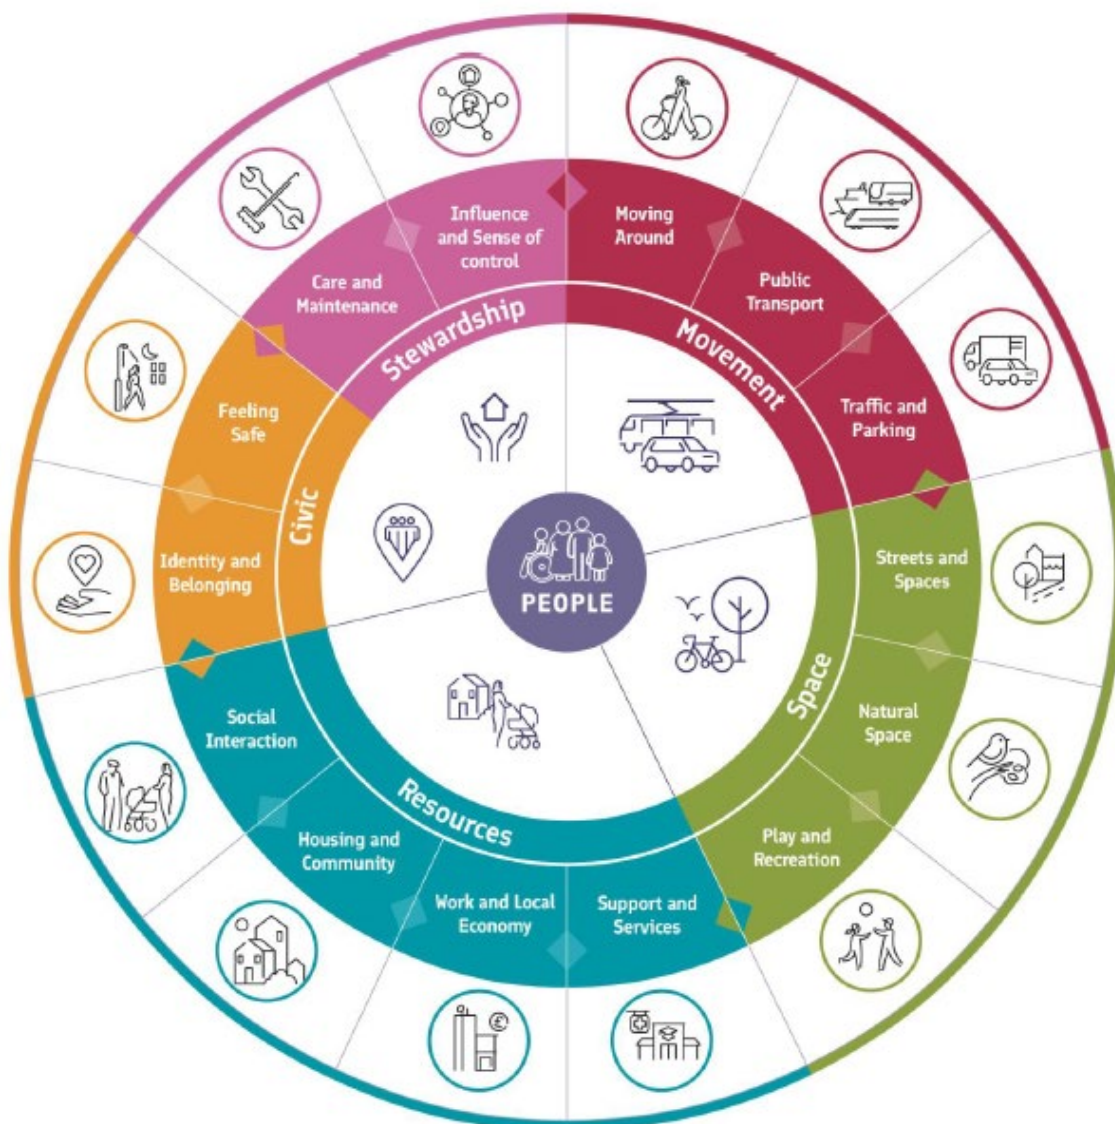 PEOPLE
Movement
Moving
Around
Public
Transport
Traffic and
Parking
Space
Streets and
Spaces
Natural
Space
Play and
Recreation
Resources
Support and
Services
Work and Local
Economy
Housing and
Community
Social
Interaction
Civic
Identity and
Belonging
Feeling
Safe
Stewardship
Care and
Maintenance
Influence
and Sense of
control
£